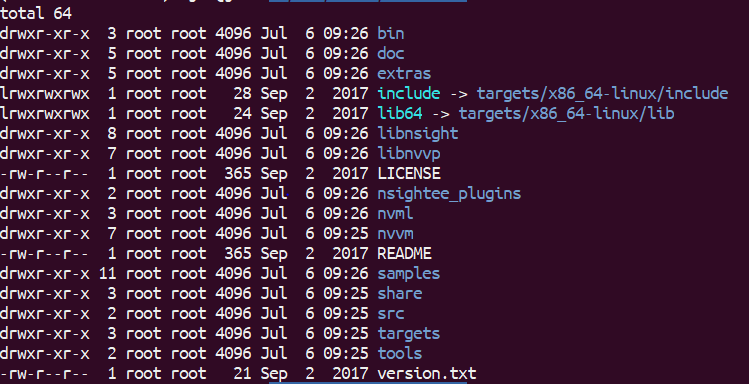 total 64
drwxr-xr-x  3 root root 4096 Jul  6 09:26 bin
drwxr-xr-x  5 root root 4096 Jul  6 09:26 doc
drwxr-xr-x  5 root root 4096 Jul  6 09:26 extras
lrwxrwxrwx  1 root root   28 Sep  2  2017 include -> targets/x86_64-linux/include
lrwxrwxrwx  1 root root   24 Sep  2  2017 lib64 -> targets/x86_64-linux/lib
drwxr-xr-x  8 root root 4096 Jul  6 09:26 libnsight
drwxr-xr-x  7 root root 4096 Jul  6 09:26 libnvvp
-rw-r--r--  1 root root  365 Sep  2  2017 LICENSE
drwxr-xr-x  2 root root 4096 Jul  6 09:26 nsightee_plugins
drwxr-xr-x  3 root root 4096 Jul  6 09:26 nvml
drwxr-xr-x  7 root root 4096 Jul  6 09:25 nvvm
-rw-r--r--  1 root root  365 Sep  2  2017 README
drwxr-xr-x 11 root root 4096 Jul  6 09:26 samples
drwxr-xr-x  3 root root 4096 Jul  6 09:25 share
drwxr-xr-x  2 root root 4096 Jul  6 09:25 src
drwxr-xr-x  3 root root 4096 Jul  6 09:25 targets
drwxr-xr-x  2 root root 4096 Jul  6 09:25 tools
-rw-r--r--  1 root root   21 Sep  2  2017 version.txt